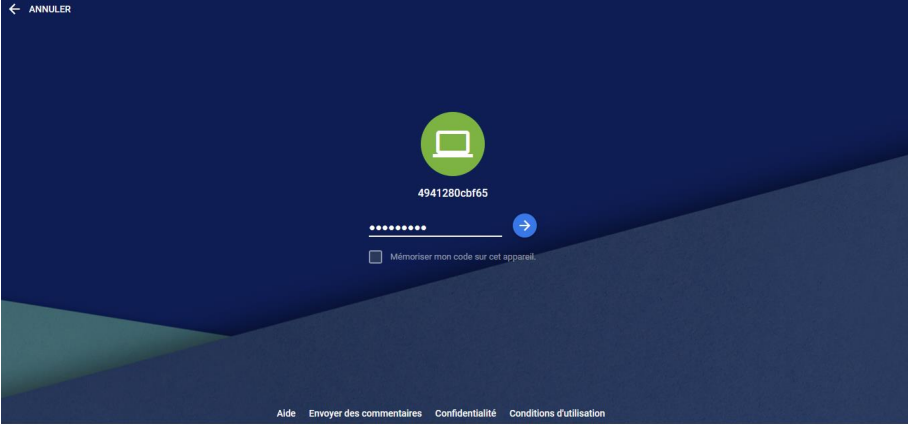 ANNULER
4941280cbf65
•••••••••
Mémoriser mon code sur cet appareil.
Aide Envoyer des commentaires Confidentialité Conditions d'utilisation